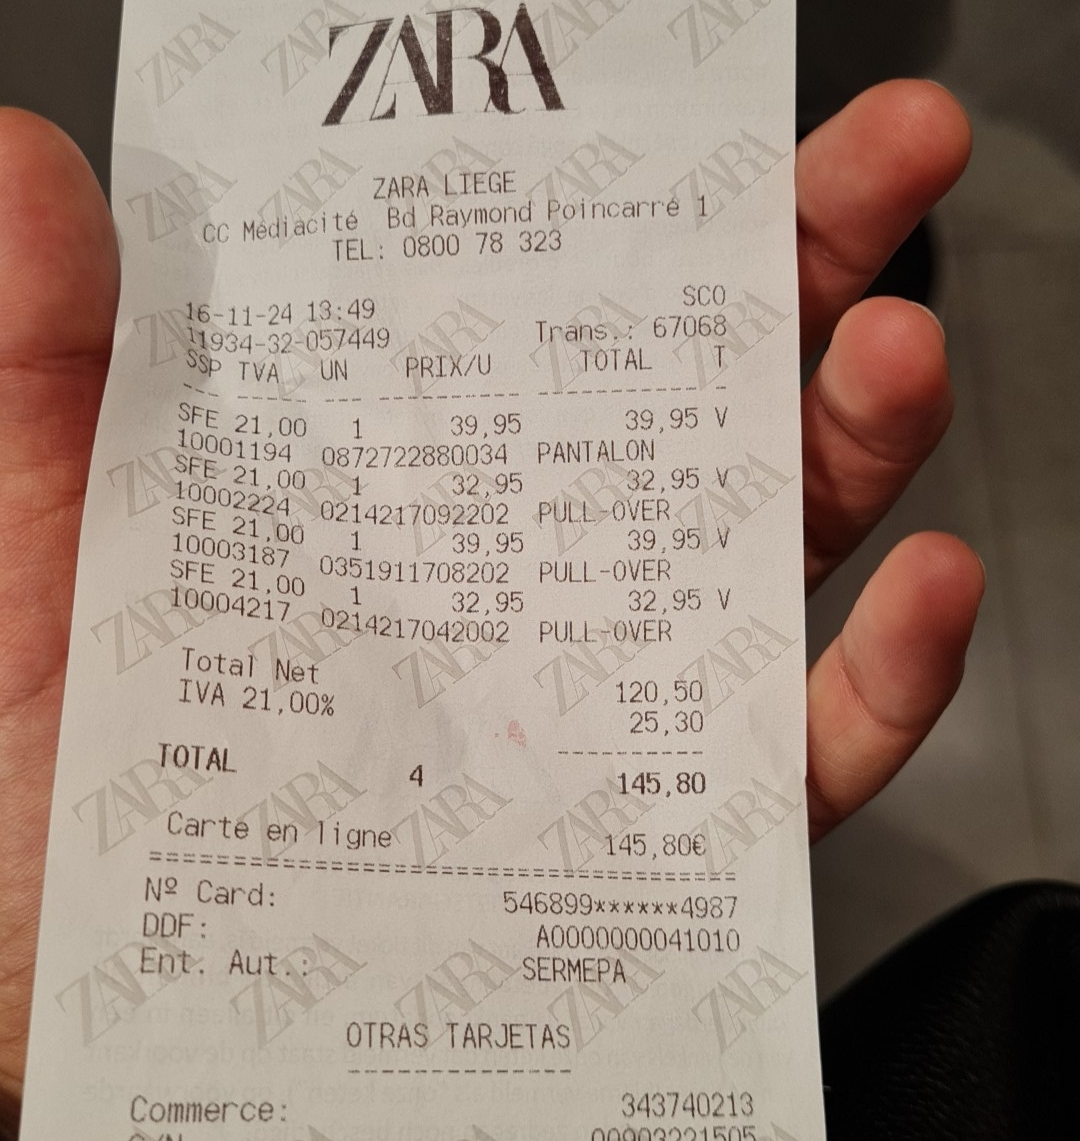 ZARA
ZARA LIEGE
CC Médiacité Bd Raymond Poincarré 1
TEL: 0800 78 323
16-11-24 13:49 SCO
11934-32-057449 Trans.: 67068
SSP TVA UN PRIX/U TOTAL T
SFE 21,00 1 39,95 39,95 V
10001194 0872722880034 PANTALON
SFE 21,00 1 32,95 32,95 V
10002224 0214217092202 PULL-OVER
SFE 21,00 1 39,95 39,95 V
10003187 0351911708202 PULL-OVER
SFE 21,00 1 32,95 32,95 V
10004217 0214217042002 PULL-OVER
Total Net 120,50
IVA 21,00% 25,30
TOTAL 4 145,80
Carte en ligne 145,80€
Nº Card: 546899******4987
DDF: A0000000041010
Ent. Aut.: SERMEPA
OTRAS TARJETAS
Commerce: 343740213